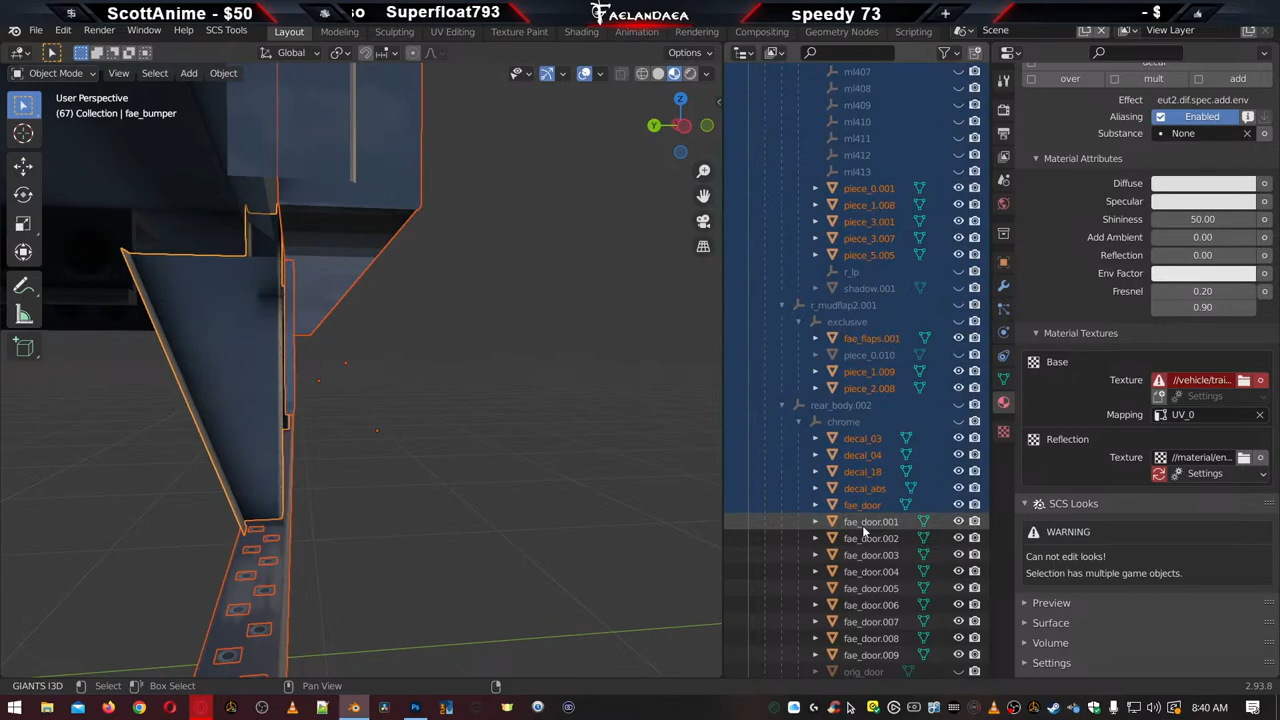 ScottAnime - $50
so Superfloat793
FAELANDAEA
speedy 73
- $
File Edit Render Window Help SCS Tools
Layout Modeling Sculpting UV Editing Texture Paint Shading Animation Rendering Compositing Geometry Nodes Scripting
Scene
View Layer
Global
Options
Object Mode View Select Add Object
User Perspective
(67) Collection | fae_bumper
Z
Y
ml407
ml408
ml409
ml410
ml411
ml412
ml413
piece_0.001
piece_1.008
piece_3.001
piece_3.007
piece_5.005
r_lp
shadow.001
r_mudflap2.001
exclusive
fae_flaps.001
piece_0.010
piece_1.009
piece_2.008
rear_body.002
chrome
decal_03
decal_04
decal_18
decal_abs
fae_door
fae_door.001
fae_door.002
fae_door.003
fae_door.004
fae_door.005
fae_door.006
fae_door.007
fae_door.008
fae_door.009
orig_door
decal
over mult add
Effect eut2.dif.spec.add.env
Aliasing Enabled
Substance None
Material Attributes
Diffuse
Specular
Shininess 50.00
Add Ambient 0.00
Reflection 0.00
Env Factor
Fresnel 0.20
0.90
Material Textures
Base
Texture //vehicle/trai...
Settings
Mapping UV_0
Reflection
Texture //material/en...
Settings
SCS Looks
WARNING
Can not edit looks!
Selection has multiple game objects.
Preview
Surface
Volume
Settings
GIANTS I3D Select Box Select Pan View
2.93.8
8:40 AM